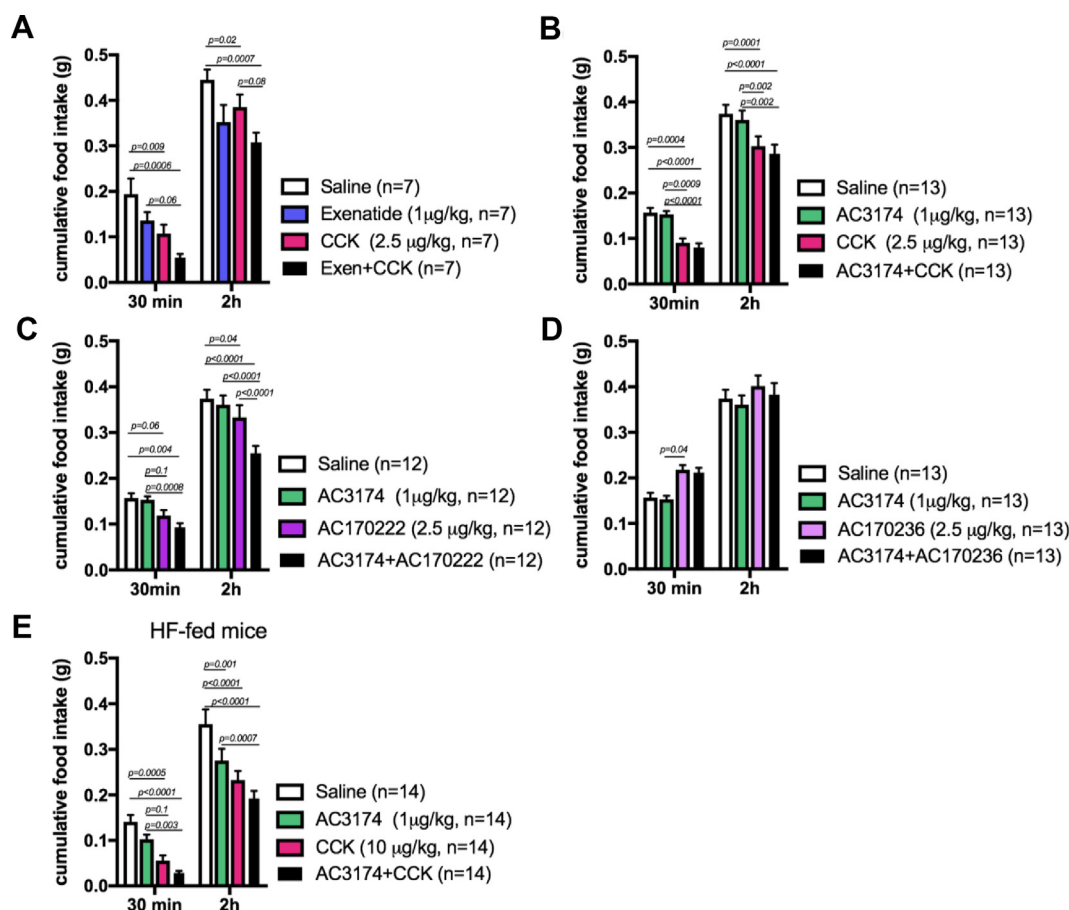 A
cumulative food intake (g)
0.5
0.4
0.3
0.2
0.1
0.0
p=0.009
p=0.0006
p=0.06
p=0.02
p=0.0007
p=0.08
30 min
2h
Saline (n=7)
Exenatide (1μg/kg, n=7)
CCK (2.5 μg/kg, n=7)
Exen+CCK (n=7)
B
cumulative food intake (g)
0.5
0.4
0.3
0.2
0.1
0.0
p=0.0004
p<0.0001
p=0.0009
p<0.0001
p=0.0001
p<0.0001
p=0.002
p=0.002
30min
2h
Saline (n=13)
AC3174 (1μg/kg, n=13)
CCK (2.5 μg/kg, n=13)
AC3174+CCK (n=13)
C
cumulative food intake (g)
0.5
0.4
0.3
0.2
0.1
0.0
p=0.06
p=0.004
p=0.1
p=0.0008
p=0.04
p<0.0001
p<0.0001
p<0.0001
30min
2h
Saline (n=12)
AC3174 (1μg/kg, n=12)
AC170222 (2.5 μg/kg, n=12)
AC3174+AC170222 (n=12)
D
cumulative food intake (g)
0.5
0.4
0.3
0.2
0.1
0.0
p=0.04
30 min
2h
Saline (n=13)
AC3174 (1μg/kg, n=13)
AC170236 (2.5 μg/kg, n=13)
AC3174+AC170236 (n=13)
E
HF-fed mice
cumulative food intake (g)
0.5
0.4
0.3
0.2
0.1
0.0
p=0.0005
p<0.0001
p=0.1
p=0.003
p=0.001
p<0.0001
p<0.0001
p=0.0007
30 min
2h
Saline (n=14)
AC3174 (1μg/kg, n=14)
CCK (10 μg/kg, n=14)
AC3174+CCK (n=14)